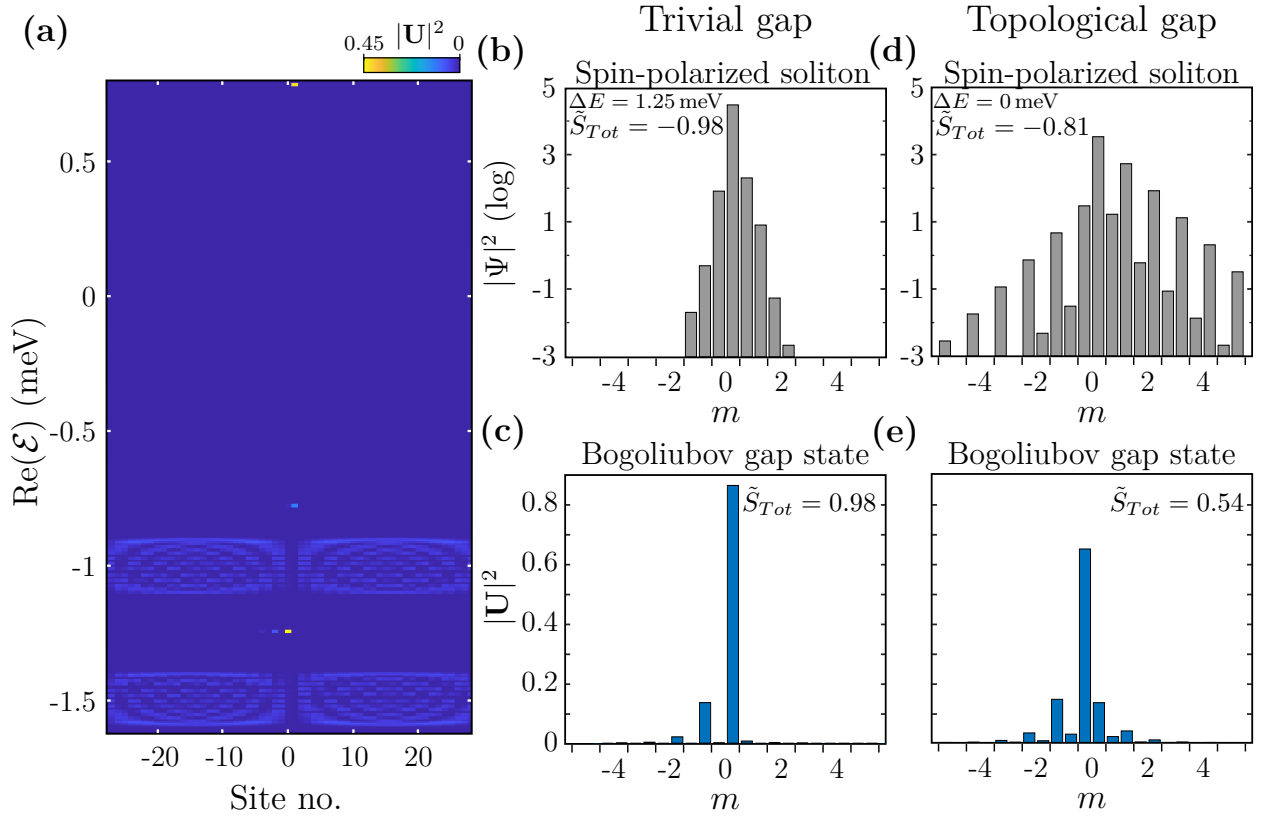 (a)
0.45 |U|² 0
0.5
0
-0.5
-1
-1.5
Re(ℰ) (meV)
-20 0 10 20
Site no.
Trivial gap
(b)
Spin-polarized soliton
ΔE = 1.25 meV
S̃_Tot = −0.98
5
3
1
-1
-3
|Ψ|² (log)
-4 -2 0 2 4
m
(c)
Bogoliubov gap state
S̃_Tot = 0.98
0.8
0.6
0.4
0.2
0
|U|²
-4 -2 0 2 4
m
Topological gap
(d)
Spin-polarized soliton
ΔE = 0 meV
S̃_Tot = −0.81
5
3
1
-1
-3
-4 -2 0 2 4
m
(e)
Bogoliubov gap state
S̃_Tot = 0.54
-4 -2 0 2 4
m